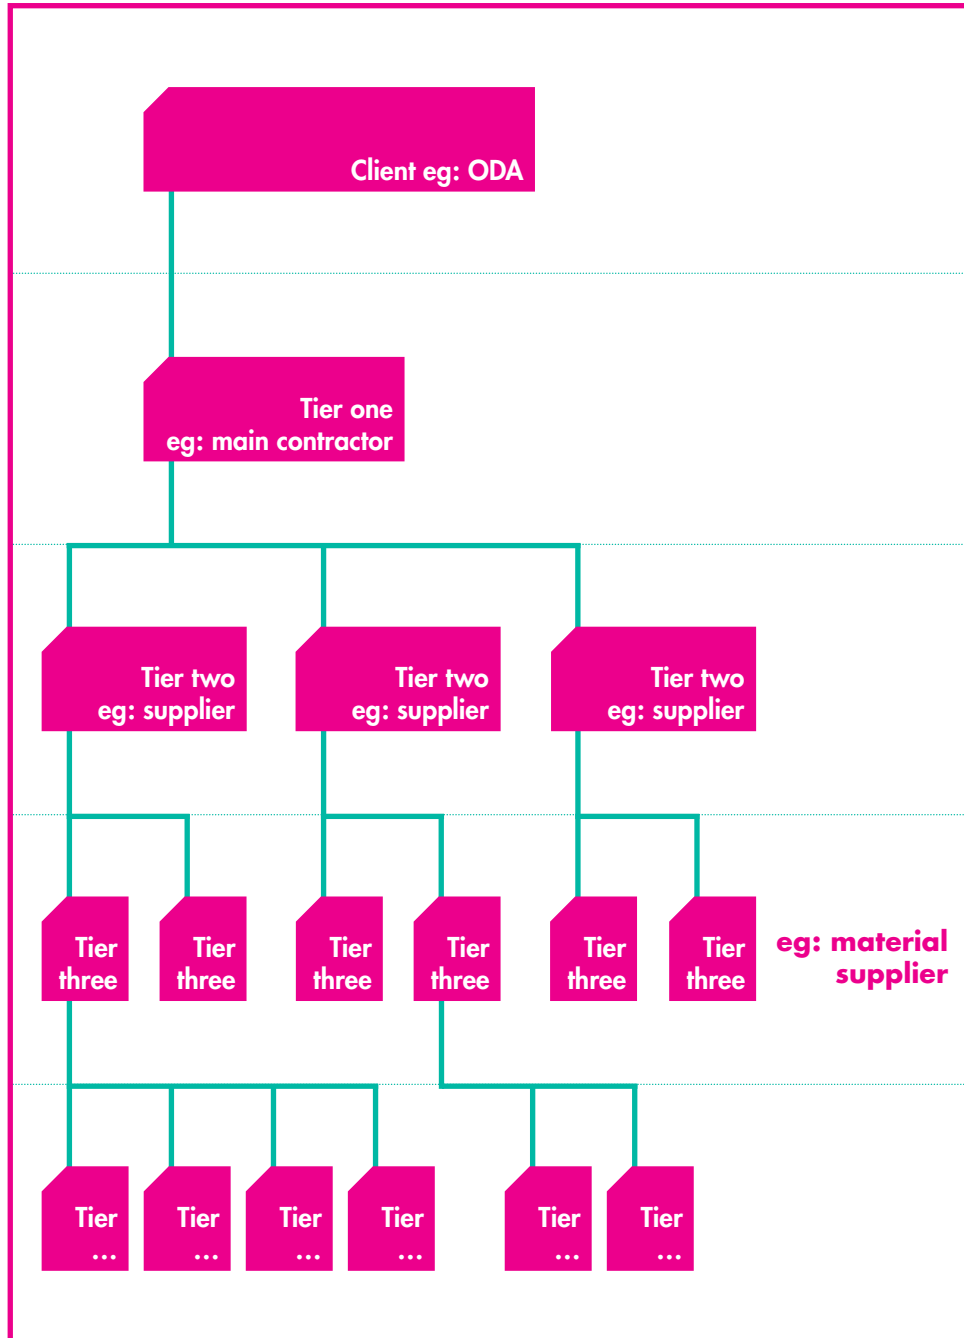 Client eg: ODA
Tier one
eg: main contractor
Tier two
eg: supplier
Tier two
eg: supplier
Tier two
eg: supplier
Tier
three
Tier
three
Tier
three
Tier
three
Tier
three
Tier
three
eg: material
supplier
Tier
...
Tier
...
Tier
...
Tier
...
Tier
...
Tier
...